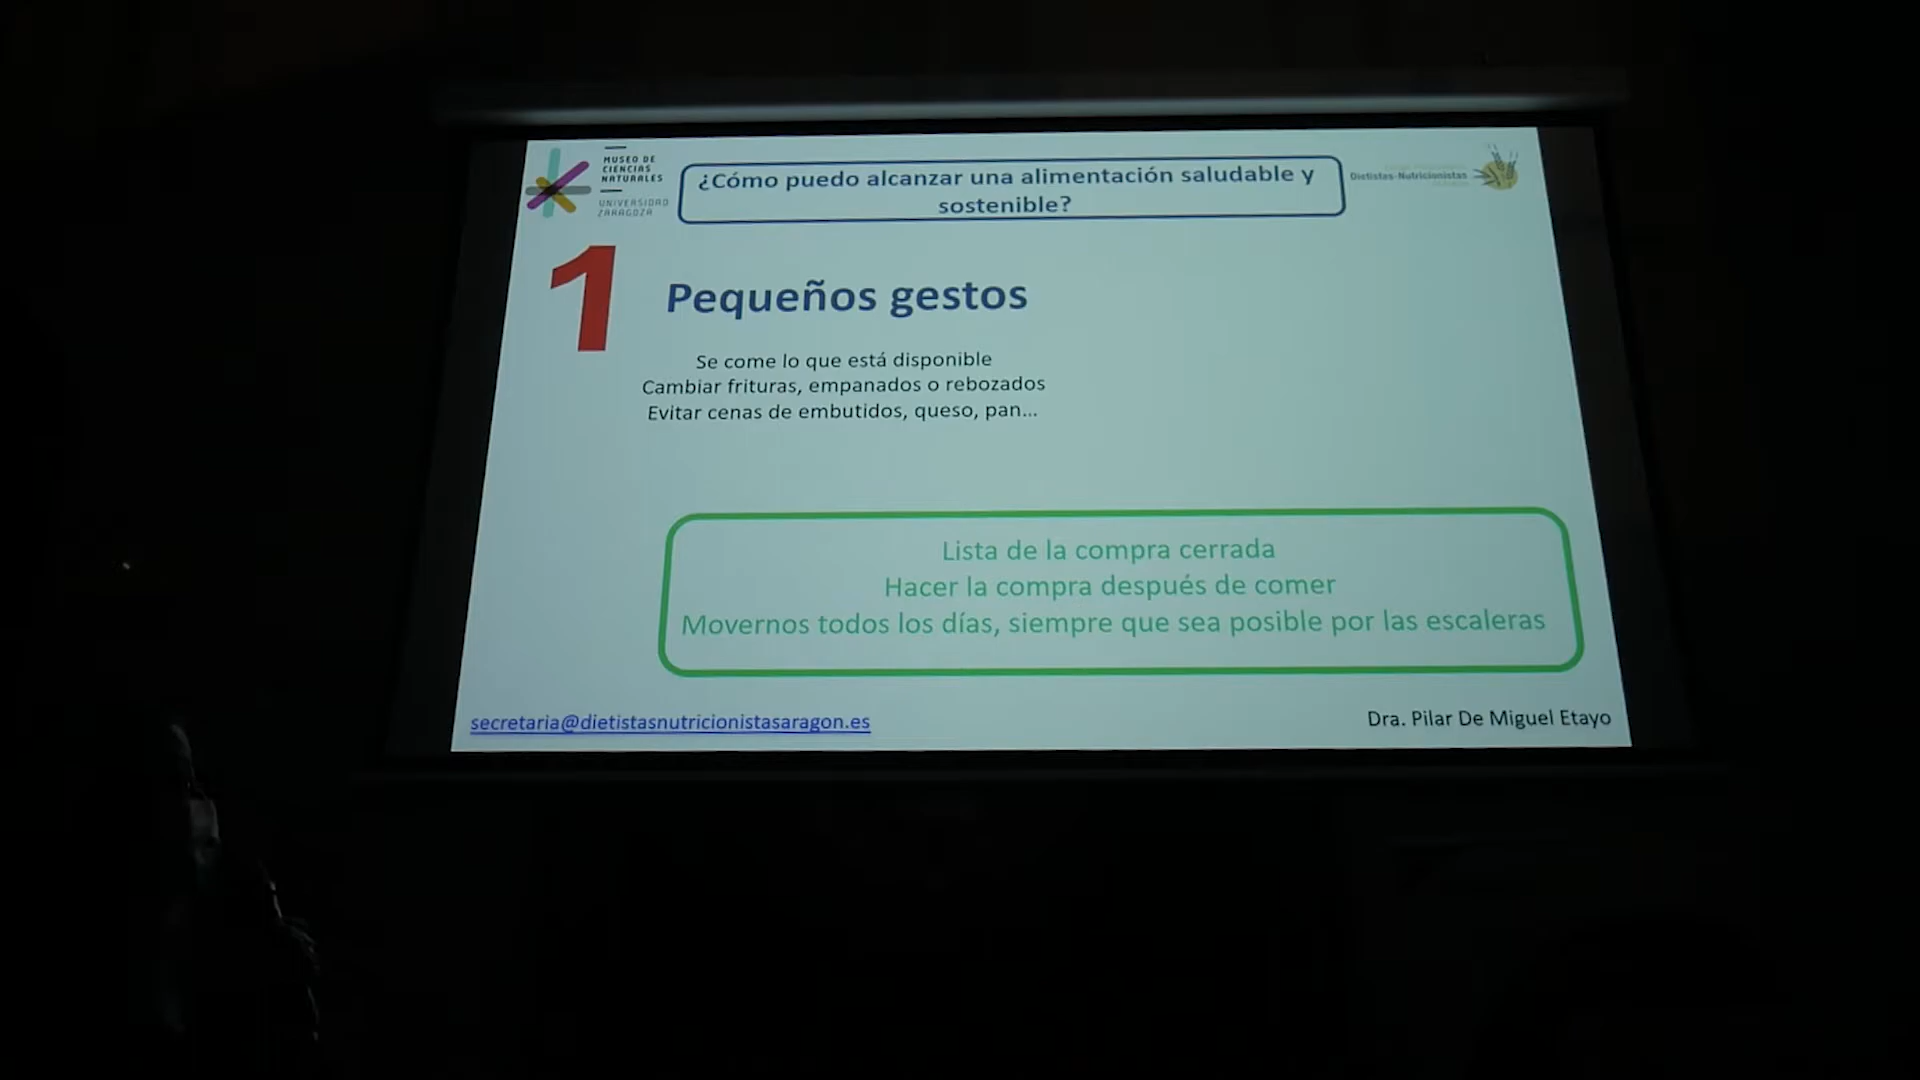 MUSEO DE
CIENCIAS
NATURALES
UNIVERSIDAD
ZARAGOZA
¿Cómo puedo alcanzar una alimentación saludable y
sostenible?
Dietistas-Nutricionistas
1
Pequeños gestos
Se come lo que está disponible
Cambiar frituras, empanados o rebozados
Evitar cenas de embutidos, queso, pan...
Lista de la compra cerrada
Hacer la compra después de comer
Movernos todos los días, siempre que sea posible por las escaleras
secretaria@dietistasnutricionistasaragon.es
Dra. Pilar De Miguel Etayo